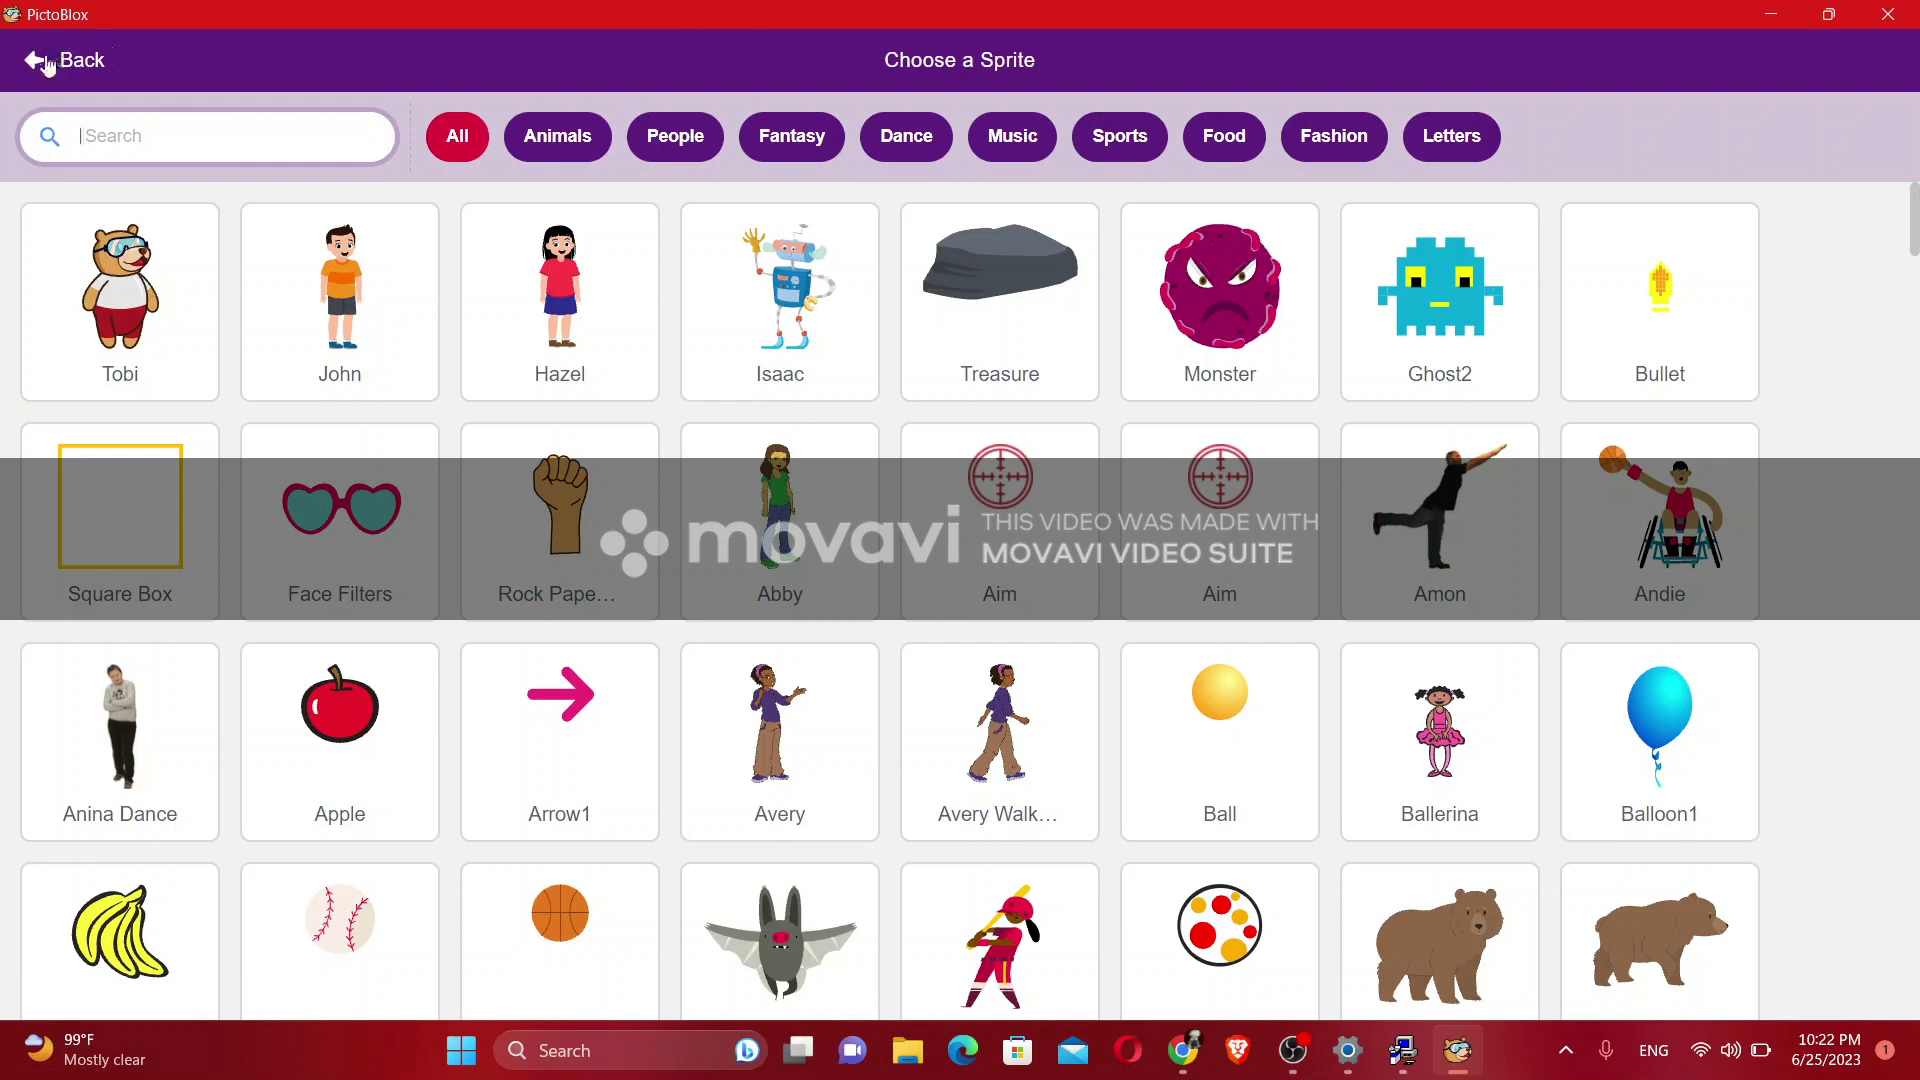 PictoBlox
Back
Choose a Sprite
Search
All
Animals
People
Fantasy
Dance
Music
Sports
Food
Fashion
Letters
Tobi
John
Hazel
Isaac
Treasure
Monster
Ghost2
Bullet
Square Box
Face Filters
Rock Pape...
Abby
Aim
Aim
Amon
Andie
movavi
THIS VIDEO WAS MADE WITH
MOVAVI VIDEO SUITE
Anina Dance
Apple
Arrow1
Avery
Avery Walk...
Ball
Ballerina
Balloon1
99°F
Mostly clear
Search
ENG
10:22 PM
6/25/2023
1